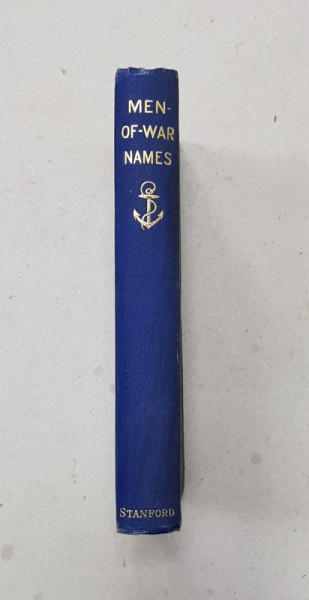 MEN-
OF-WAR
NAMES
STANFORD